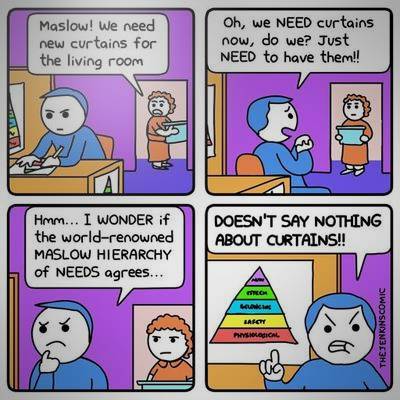 Maslow! We need
new curtains for
the living room
Oh, we NEED curtains
now, do we? Just
NEED to have them!!
Hmm... I WONDER if
the world-renowned
MASLOW HIERARCHY
of NEEDS agrees...
DOESN'T SAY NOTHING
ABOUT CURTAINS!!
ESTEEM
BELONGING
SAFETY
PHYSIOLOGICAL
THEJENKINSCOMIC